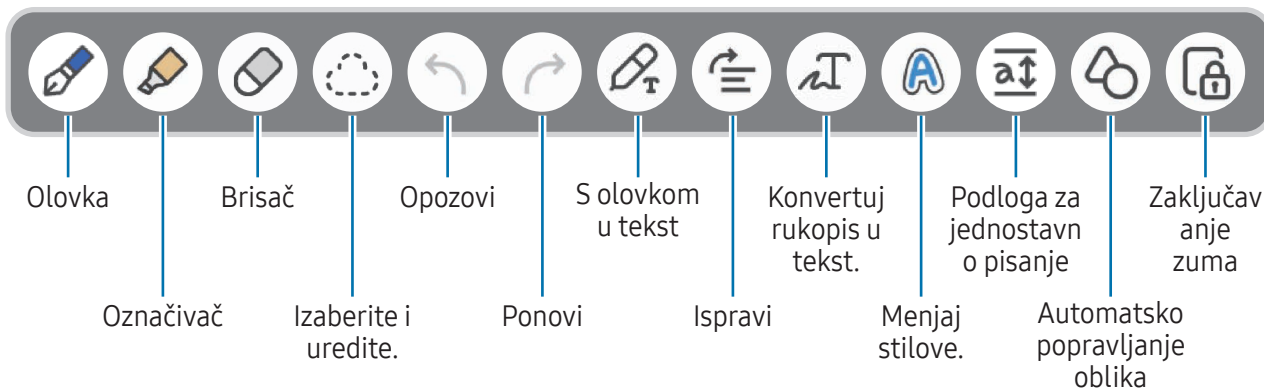 Olovka
Brisač
Opozovi
S olovkom
u tekst
Konvertuj
rukopis u
tekst.
Podloga za
jednostavn
o pisanje
Zaključav
anje
zuma
Označivač
Izaberite i
uredite.
Ponovi
Ispravi
Menjaj
stilove.
Automatsko
popravljanje
oblika